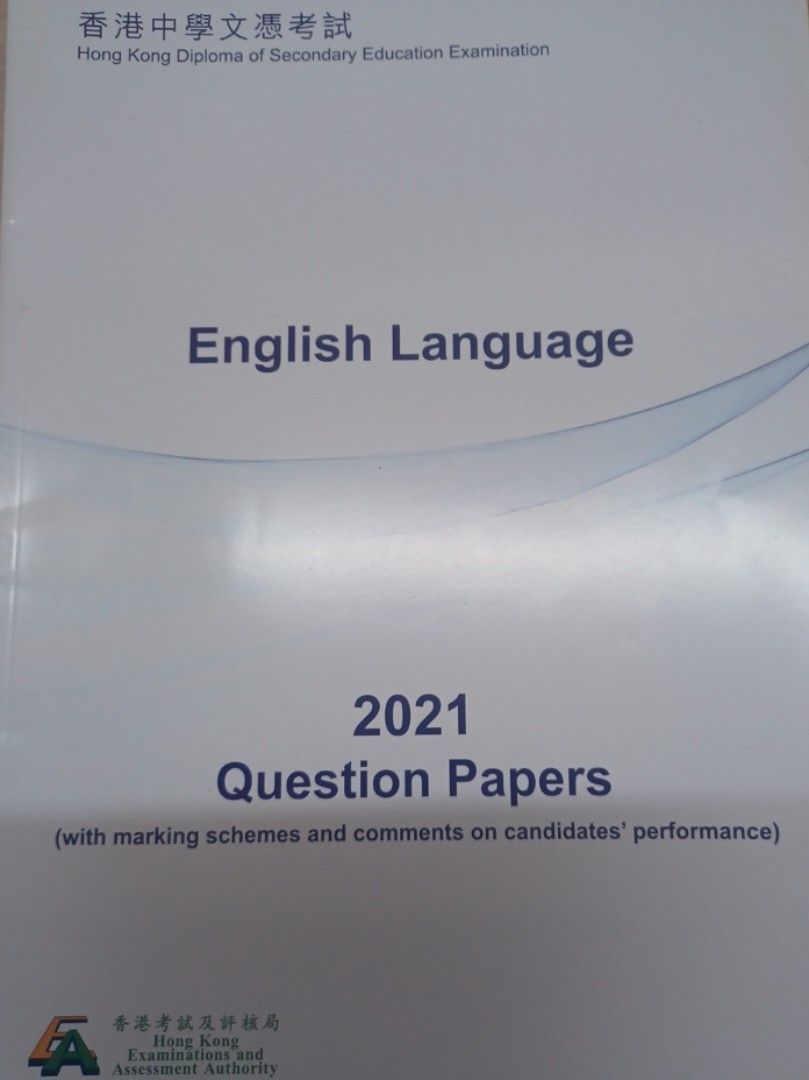 香港中學文憑考試
Hong Kong Diploma of Secondary Education Examination
English Language
2021
Question Papers
(with marking schemes and comments on candidates' performance)
EA
香港考試及評核局
Hong Kong
Examinations and
Assessment Authority